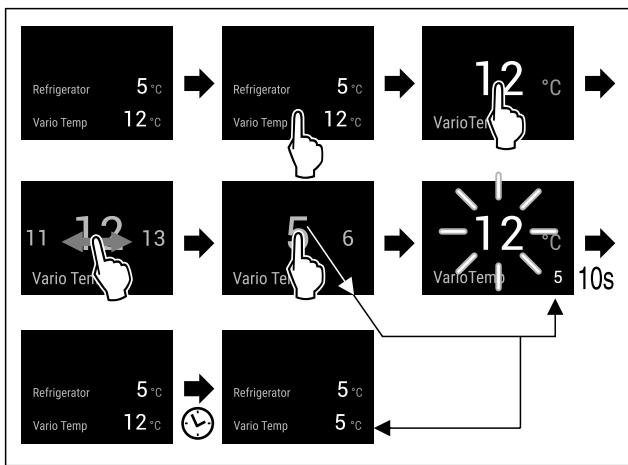 Refrigerator 5 °C
Vario Temp 12 °C
Refrigerator 5 °C
Vario Temp 12 °C
12 °C
VarioTemp
11 12 13
Vario Tem
5 6
Vario Te
12 °C
VarioTemp 5
10s
Refrigerator 5 °C
Vario Temp 12 °C
Refrigerator 5 °C
Vario Temp 5 °C